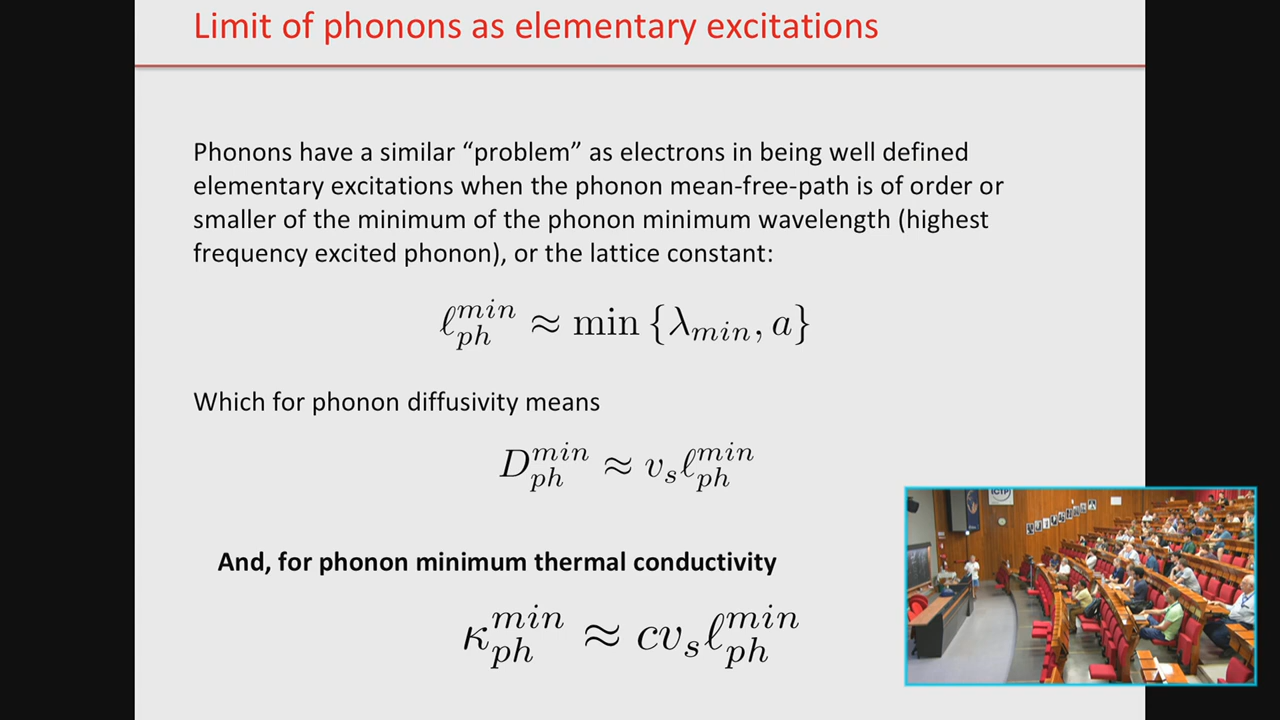 Limit of phonons as elementary excitations
Phonons have a similar “problem” as electrons in being well defined
elementary excitations when the phonon mean-free-path is of order or
smaller of the minimum of the phonon minimum wavelength (highest
frequency excited phonon), or the lattice constant:
ℓ_{ph}^{min} ≈ min {λ_{min}, a}
Which for phonon diffusivity means
D_{ph}^{min} ≈ v_s ℓ_{ph}^{min}
And, for phonon minimum thermal conductivity
κ_{ph}^{min} ≈ cv_s ℓ_{ph}^{min}
ICTP